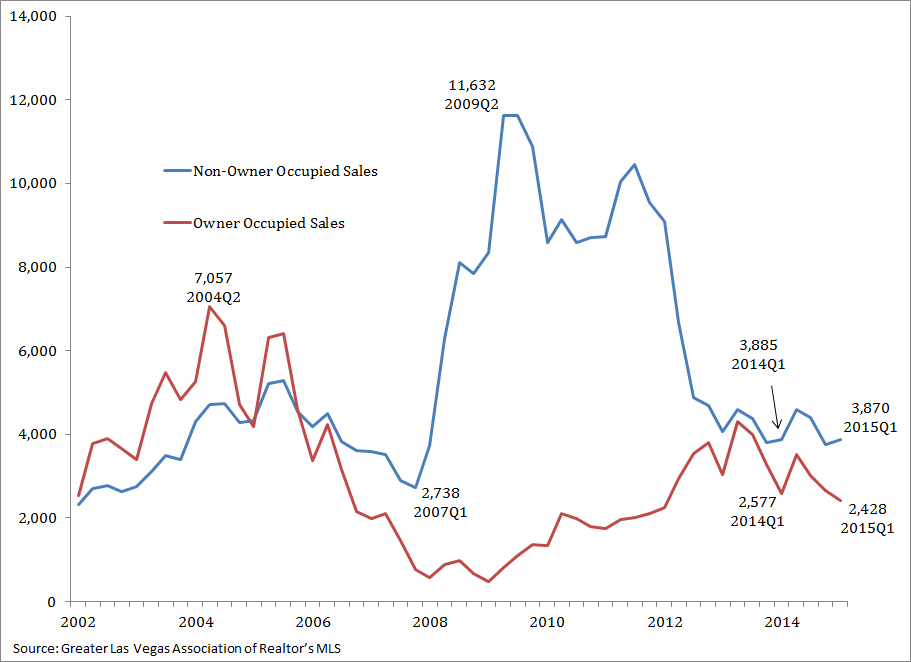 14,000
12,000
10,000
8,000
6,000
4,000
2,000
0
11,632
2009Q2
Non-Owner Occupied Sales
Owner Occupied Sales
7,057
2004Q2
3,885
2014Q1
3,870
2015Q1
2,738
2007Q1
2,577
2014Q1
2,428
2015Q1
2002 2004 2006 2008 2010 2012 2014
Source: Greater Las Vegas Association of Realtor's MLS